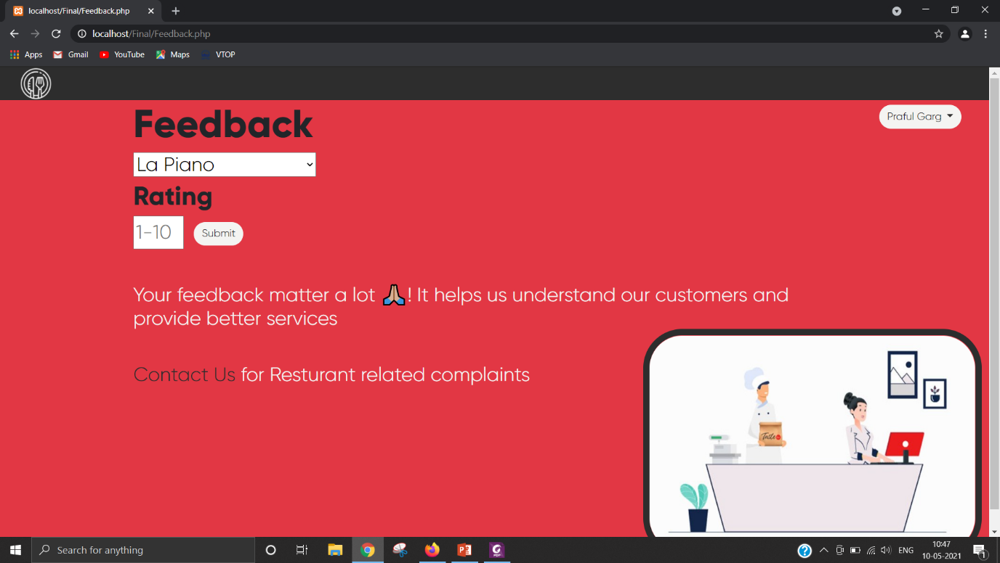 localhost/Final/Feedback.php
localhost/Final/Feedback.php
Apps Gmail YouTube Maps VTOP
Feedback
Praful Garg
La Piano
Rating
1-10 Submit
Your feedback matter a lot 🙏🏼! It helps us understand our customers and
provide better services
Contact Us for Resturant related complaints
Taste
Search for anything
ENG
10:47
10-05-2021
1